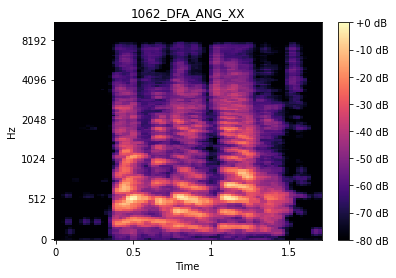 1062_DFA_ANG_XX
8192
4096
2048
1024
512
0
Hz
0
0.5
1
1.5
Time
+0 dB
-10 dB
-20 dB
-30 dB
-40 dB
-50 dB
-60 dB
-70 dB
-80 dB